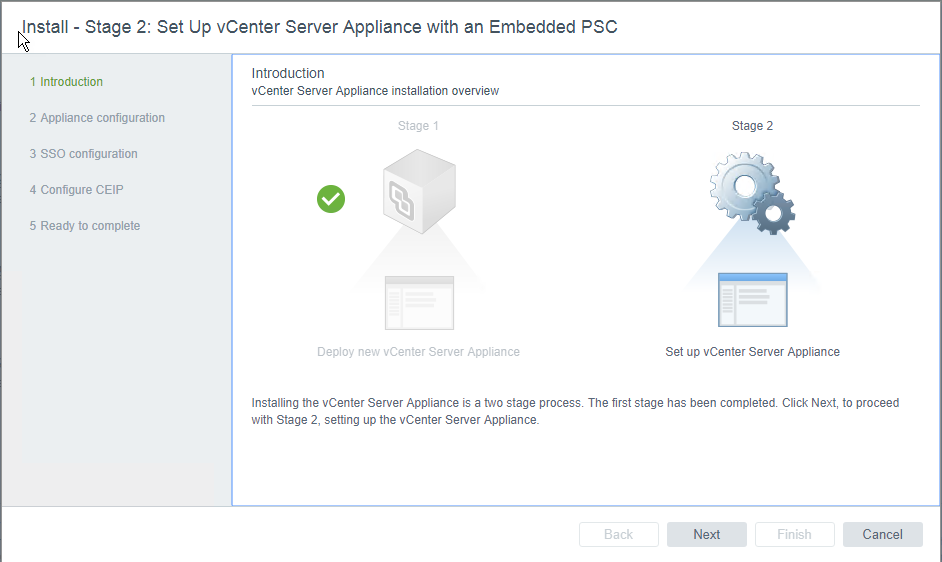 Install - Stage 2: Set Up vCenter Server Appliance with an Embedded PSC
1 Introduction
2 Appliance configuration
3 SSO configuration
4 Configure CEIP
5 Ready to complete
Introduction
vCenter Server Appliance installation overview
Stage 1
Stage 2
Deploy new vCenter Server Appliance
Set up vCenter Server Appliance
Installing the vCenter Server Appliance is a two stage process. The first stage has been completed. Click Next, to proceed
with Stage 2, setting up the vCenter Server Appliance.
Back
Next
Finish
Cancel